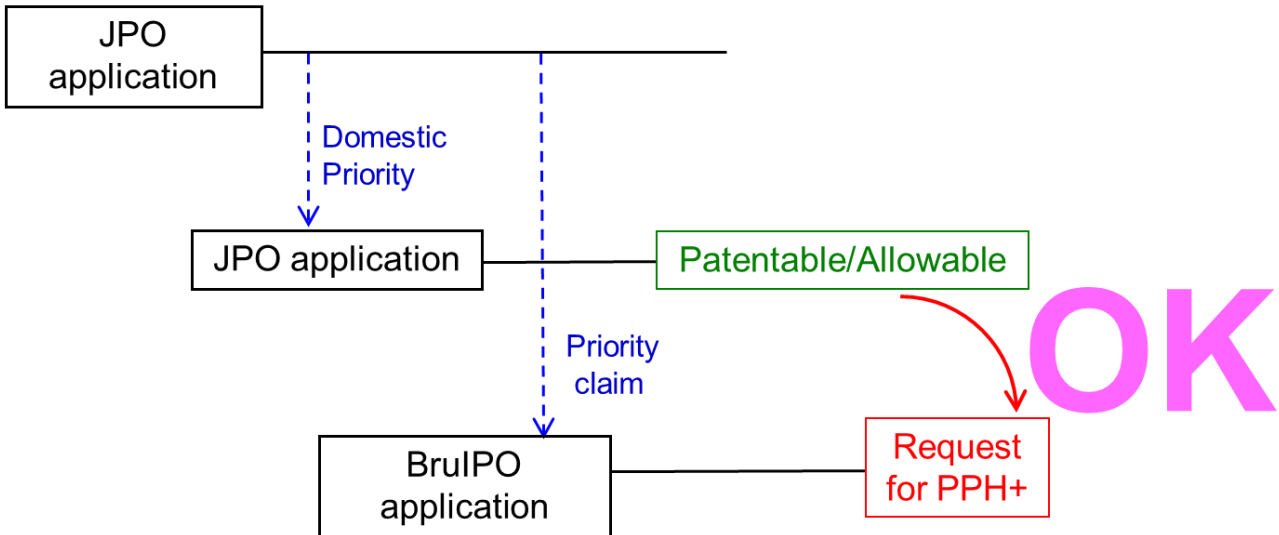 JPO
application
Domestic
Priority
JPO application
Patentable/Allowable
OK
Priority
claim
BruIPO
application
Request
for PPH+